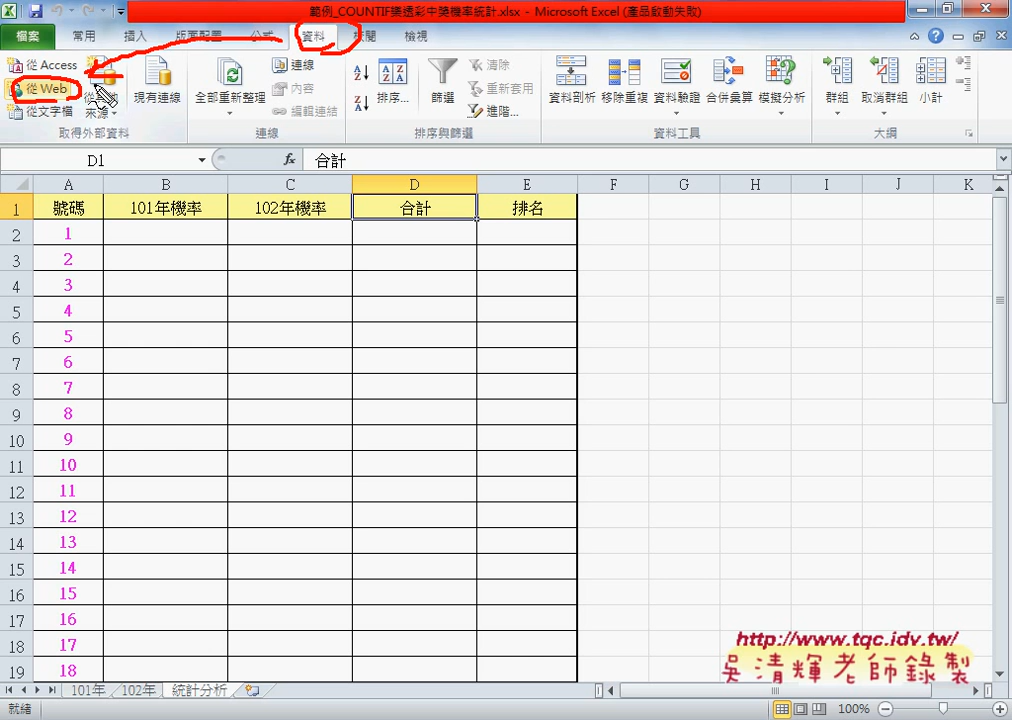 範例_COUNTIF樂透彩中獎機率統計.xlsx - Microsoft Excel (產品啟動失敗)
檔案 常用 插入 版面配置 公式 資料 校閱 檢視
從 Access
從 Web
從文字檔
來源
現有連線
全部重新整理
連線
內容
編輯連結
排序...
篩選
清除
重新套用
進階...
資料剖析 移除重複 資料驗證 合併彙算 模擬分析
群組 取消群組 小計
取得外部資料 連線 排序與篩選 資料工具 大綱
D1 fx 合計
A B C D E F G H I J K
1 號碼 101年機率 102年機率 合計 排名
2 1
3 2
4 3
5 4
6 5
7 6
8 7
9 8
10 9
11 10
12 11
13 12
14 13
15 14
16 15
17 16
18 17
19 18
http://www.tqc.idv.tw/
吳清輝老師錄製
101年 102年 統計分析
就緒 100%